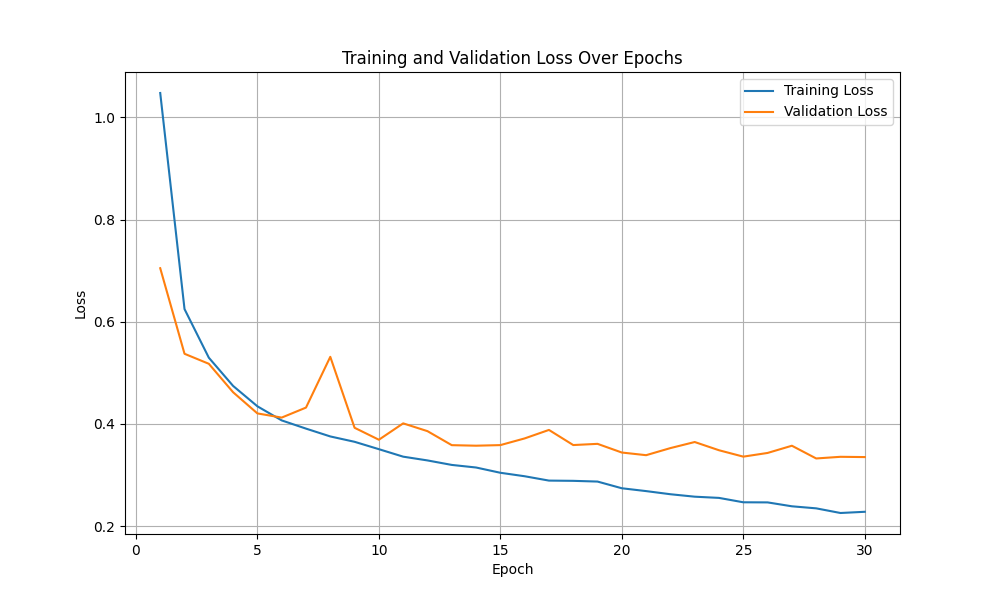 Training and Validation Loss Over Epochs
Training Loss
Validation Loss
Loss
1.0
0.8
0.6
0.4
0.2
0 5 10 15 20 25 30
Epoch